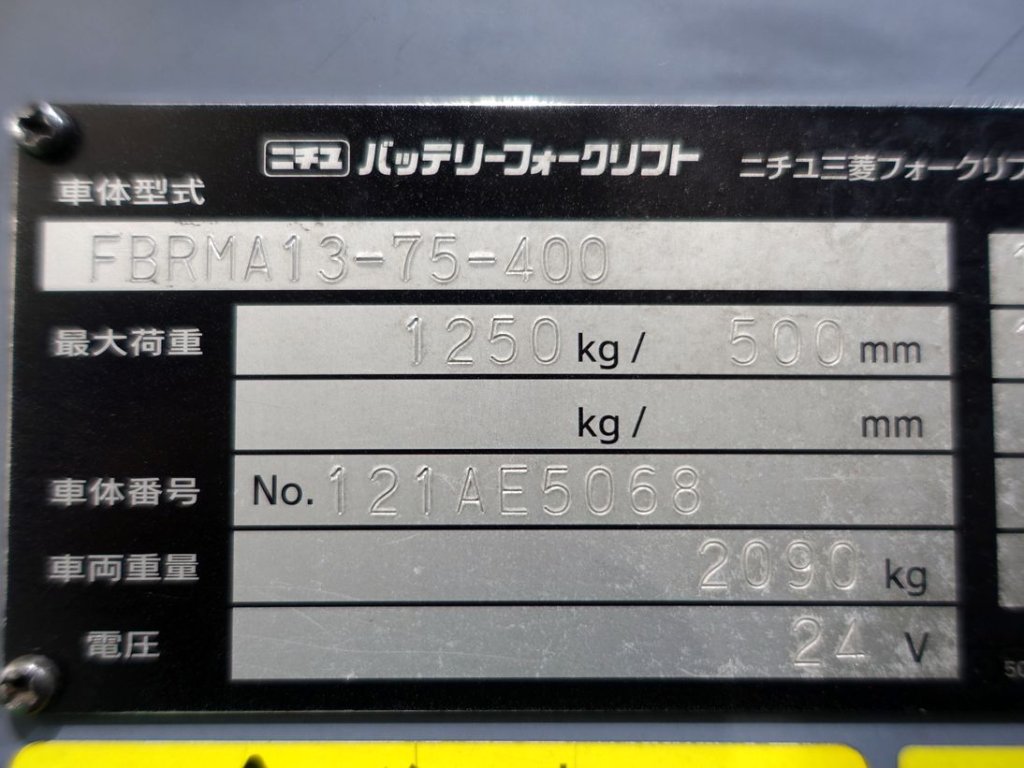 ニチユ バッテリーフォークリフト ニチユ三菱フォークリフ
車体型式
FBRMA13-75-400
最大荷重 1250 kg / 500 mm
kg / mm
車体番号 No. 121AE5068
車両重量 2090 kg
電圧 24 V